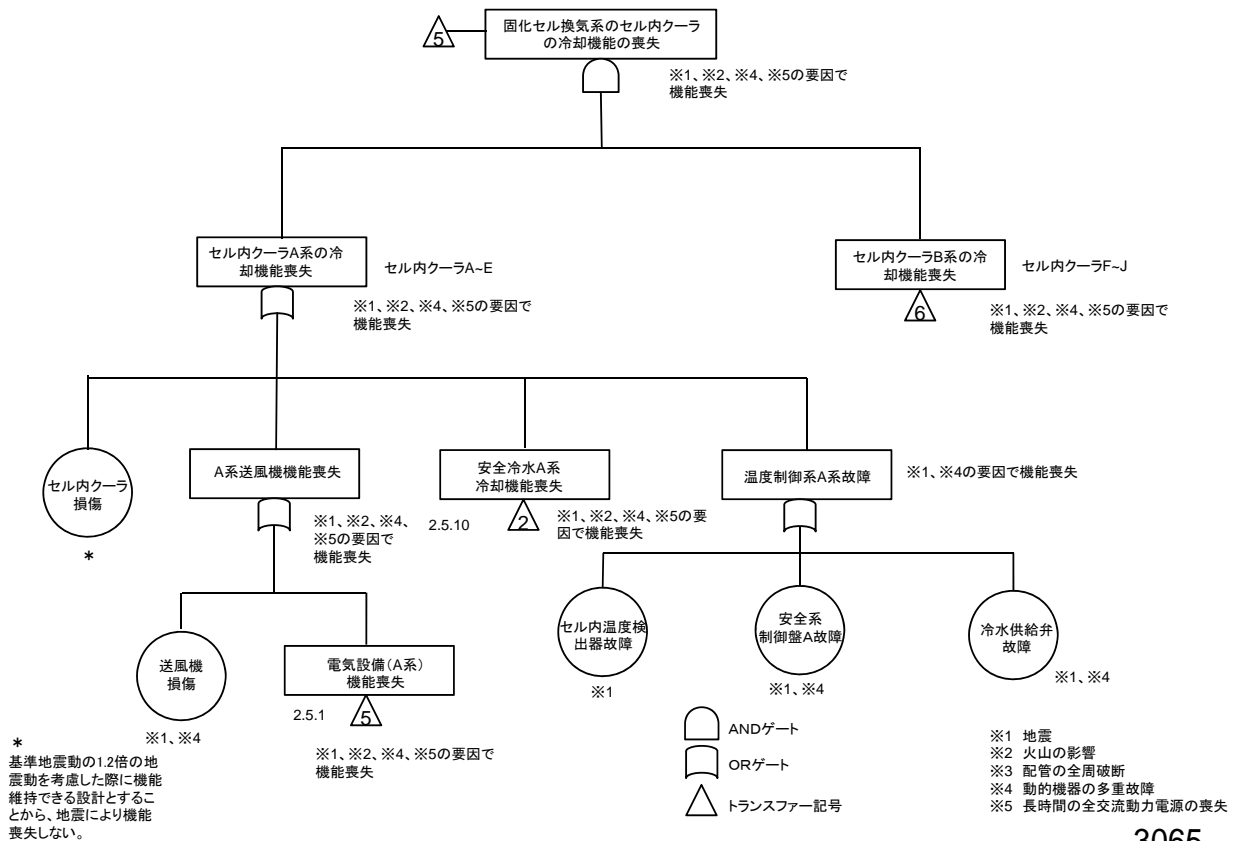 固化セル換気系のセル内クーラ
の冷却機能の喪失
5
※1、※2、※4、※5の要因で
機能喪失
セル内クーラA系の冷
却機能喪失
セル内クーラA~E
※1、※2、※4、※5の要因で
機能喪失
セル内クーラB系の冷
却機能喪失
セル内クーラF~J
6
※1、※2、※4、※5の要因で
機能喪失
セル内クーラ
損傷
*
A系送風機機能喪失
※1、※2、※4、
※5の要因で
機能喪失
安全冷水A系
冷却機能喪失
2.5.10
2
※1、※2、※4、※5の要
因で機能喪失
温度制御系A系故障
※1、※4の要因で機能喪失
送風機
損傷
※1、※4
電気設備(A系)
機能喪失
2.5.1
5
※1、※2、※4、※5の要因で
機能喪失
セル内温度検
出器故障
※1
安全系
制御盤A故障
※1、※4
冷水供給弁
故障
※1、※4
*
基準地震動の1.2倍の地
震動を考慮した際に機能
維持できる設計とするこ
とから、地震により機能
喪失しない。
ANDゲート
ORゲート
トランスファー記号
※1 地震
※2 火山の影響
※3 配管の全周破断
※4 動的機器の多重故障
※5 長時間の全交流動力電源の喪失
3065